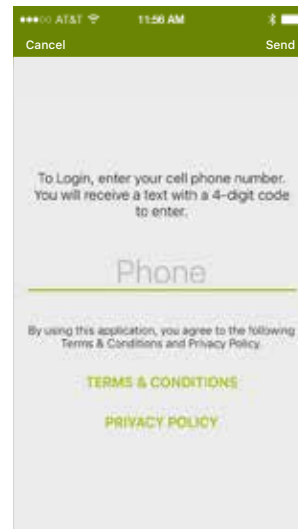 AT&T 11:56 AM
Cancel Send
To Login, enter your cell phone number.
You will receive a text with a 4-digit code
to enter.
Phone
By using this application, you agree to the following
Terms & Conditions and Privacy Policy.
TERMS & CONDITIONS
PRIVACY POLICY